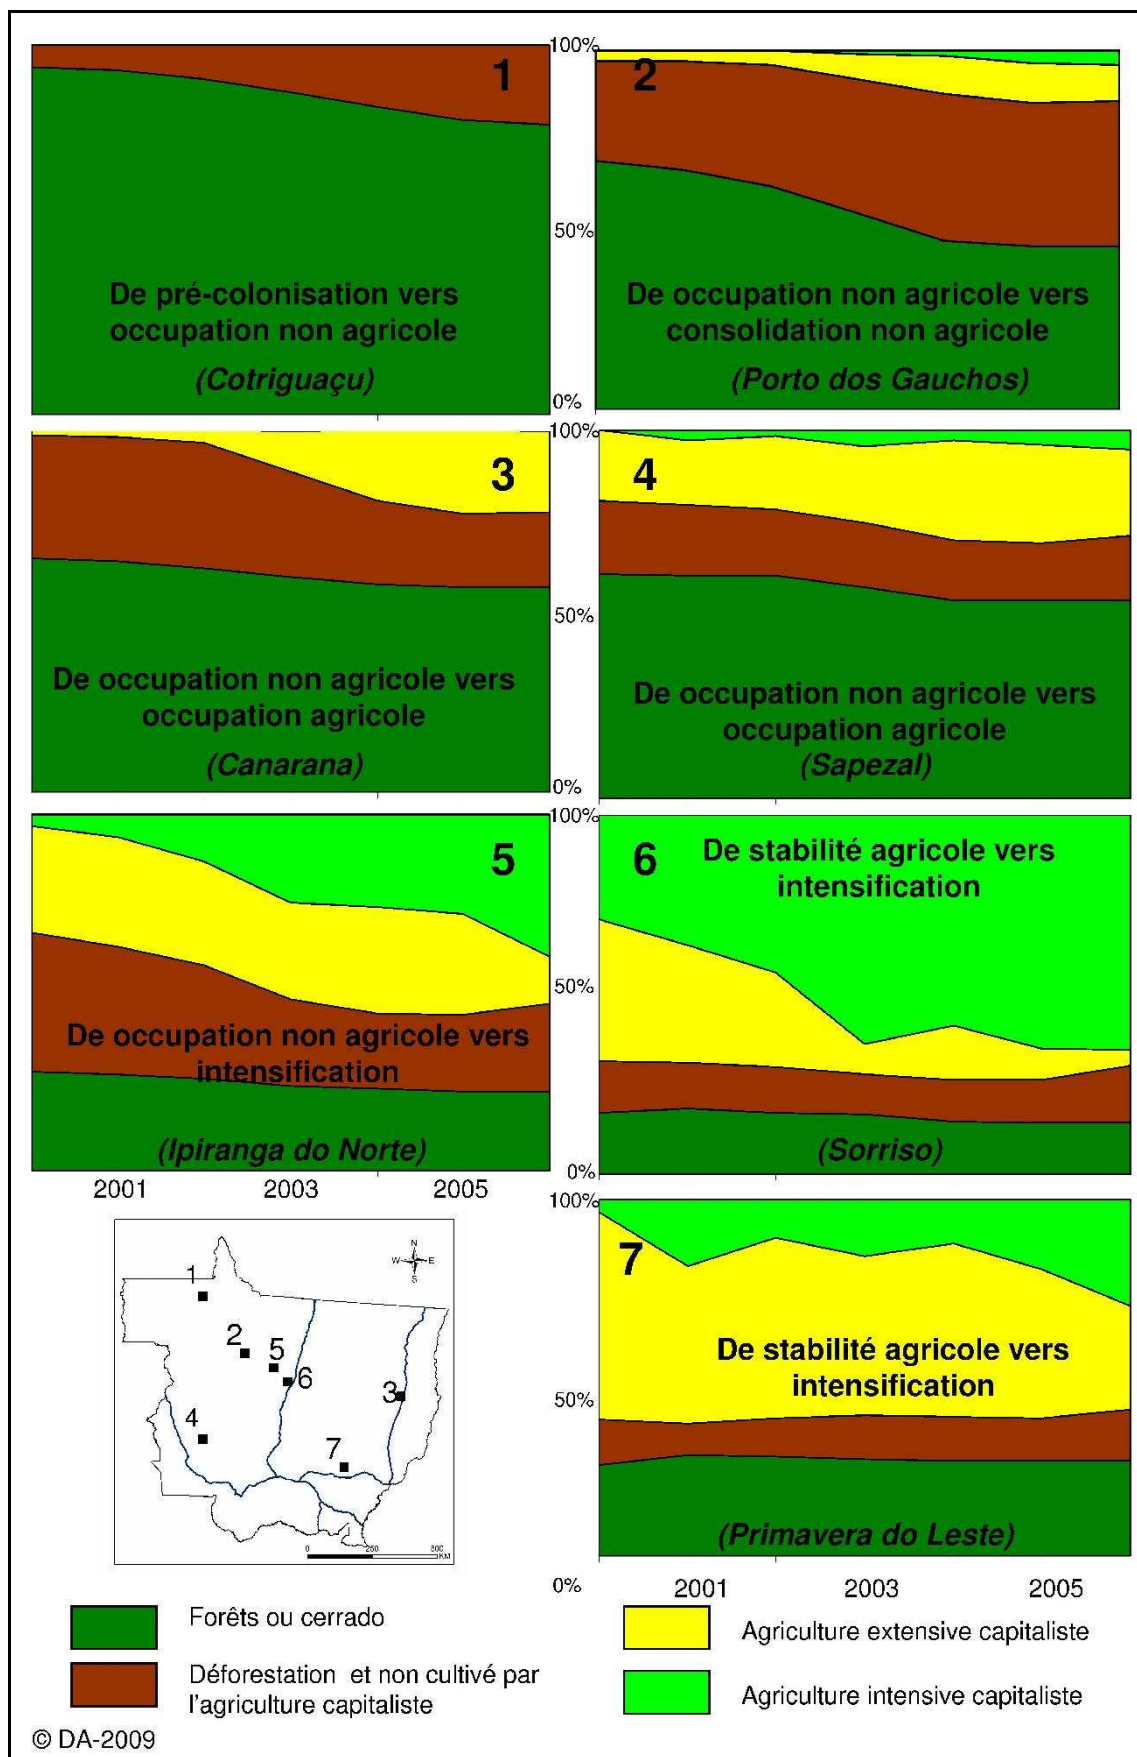 100%
1
2
50%
De pré-colonisation vers
occupation non agricole
(Cotriguaçu)
De occupation non agricole vers
consolidation non agricole
(Porto dos Gauchos)
0%
100%
3
4
50%
De occupation non agricole vers
occupation agricole
(Canarana)
De occupation non agricole vers
occupation agricole
(Sapezal)
0%
100%
5
6
De stabilité agricole vers
intensification
50%
De occupation non agricole vers
intensification
(Ipiranga do Norte)
(Sorriso)
0%
2001 2003 2005
100%
7
De stabilité agricole vers
intensification
50%
(Primavera do Leste)
0%
2001 2003 2005
N
W E
S
1
2
5
6
3
4
7
0 250 500
KM
Forêts ou cerrado
Déforestation et non cultivé par
l'agriculture capitaliste
Agriculture extensive capitaliste
Agriculture intensive capitaliste
© DA-2009